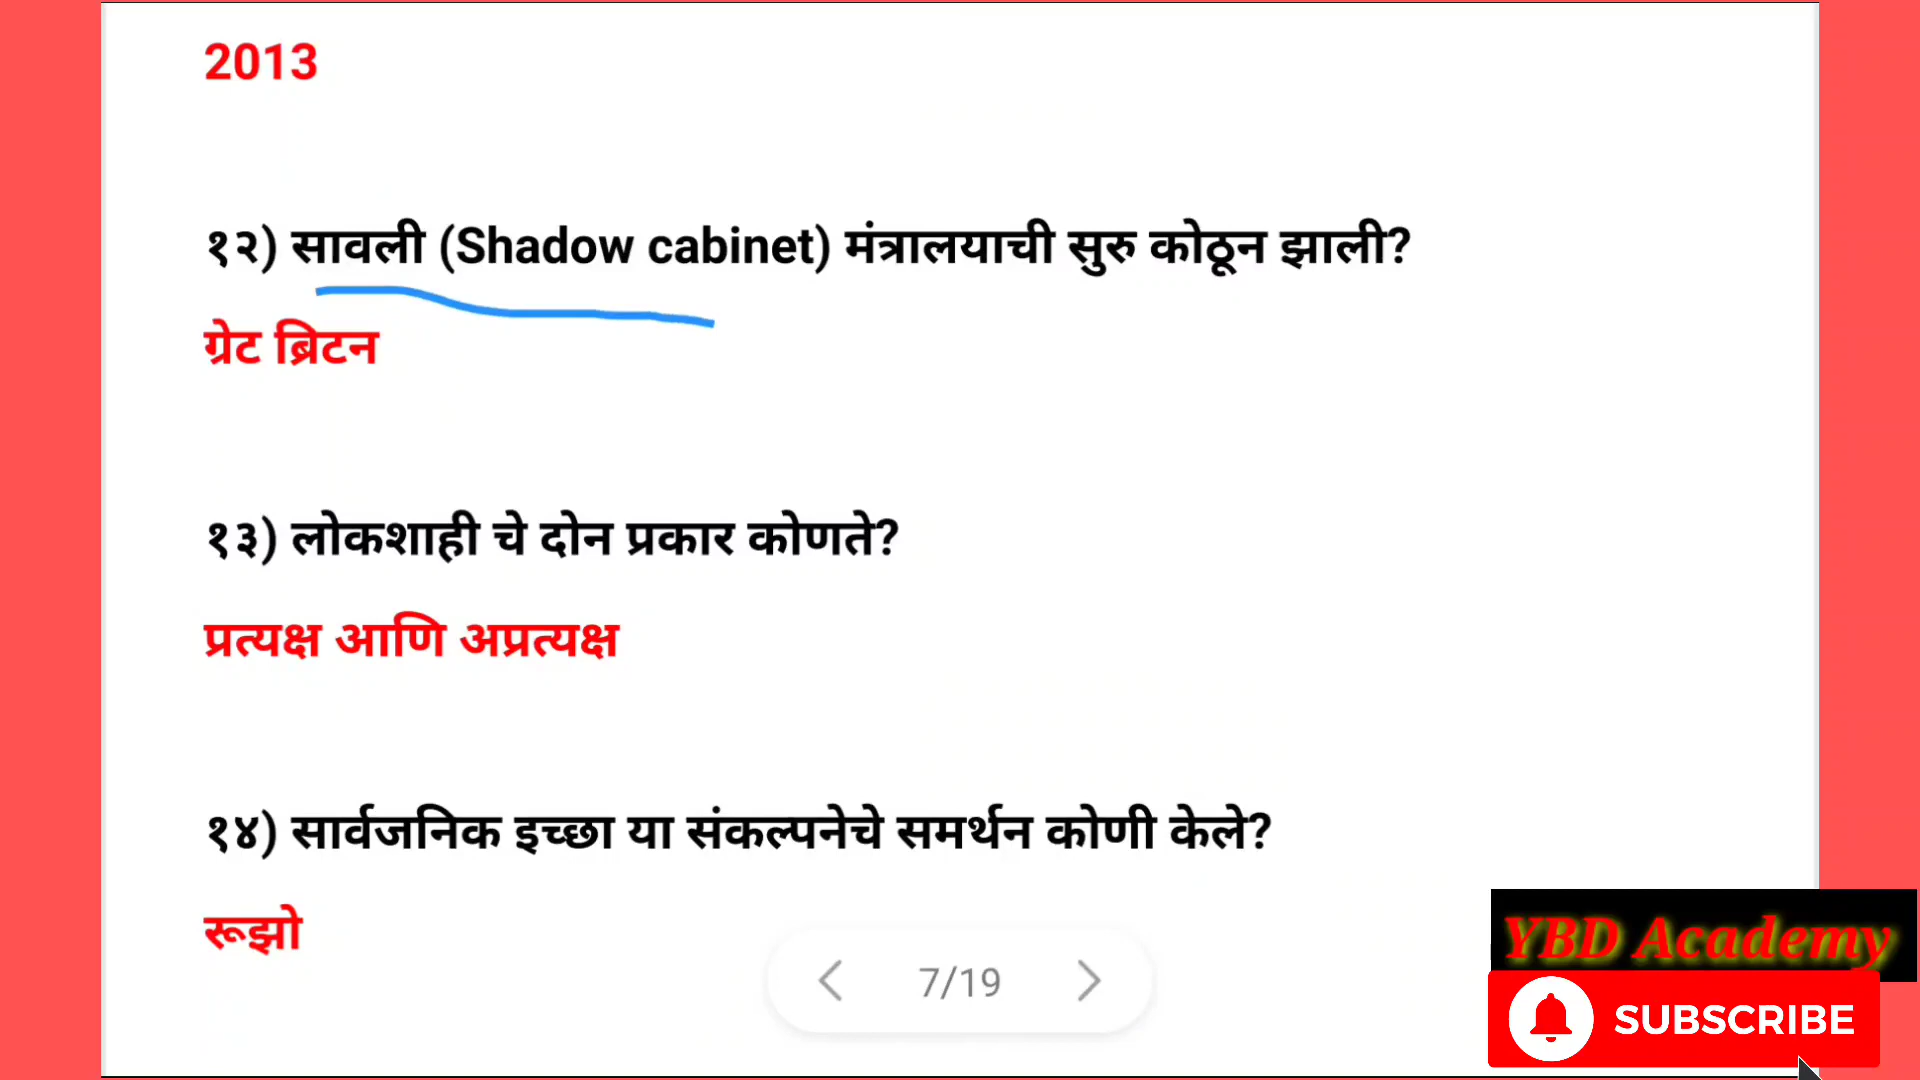 2013
१२) सावली (Shadow cabinet) मंत्रालयाची सुरु कोठून झाली?
ग्रेट ब्रिटन
१३) लोकशाही चे दोन प्रकार कोणते?
प्रत्यक्ष आणि अप्रत्यक्ष
१४) सार्वजनिक इच्छा या संकल्पनेचे समर्थन कोणी केले?
रूझो
7/19
YBD Academy
SUBSCRIBE